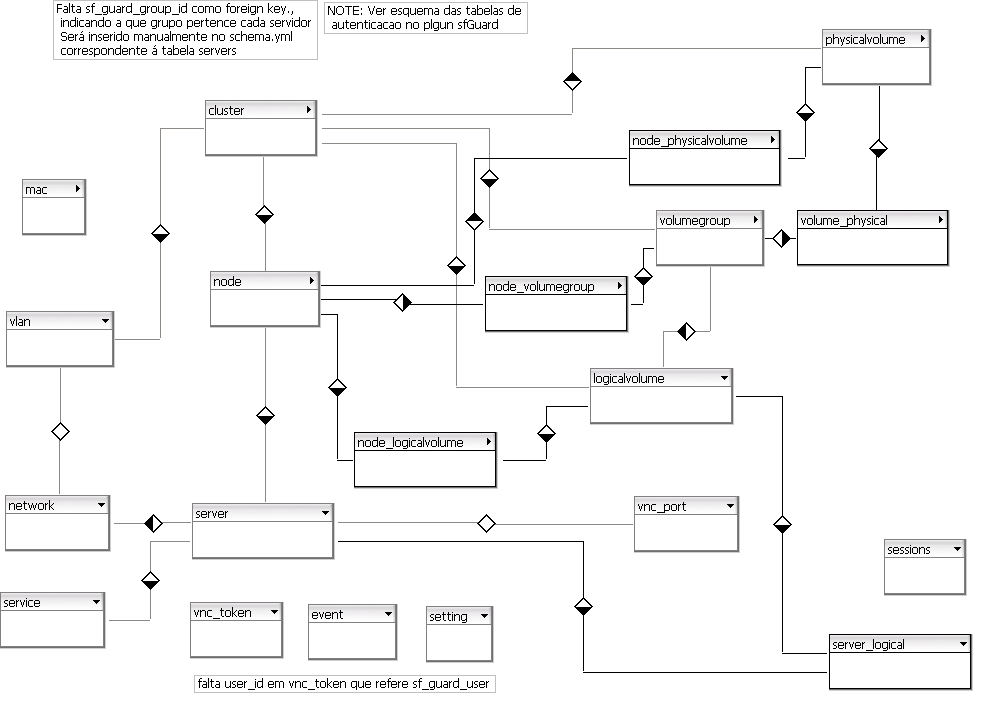 Falta sf_guard_group_id como foreign key.,
indicando a que grupo pertence cada servidor
Será inserido manualmente no schema.yml
correspondente á tabela servers
NOTE: Ver esquema das tabelas de
autenticacao no plgun sfGuard
physicalvolume
cluster
node_physicalvolume
mac
volumegroup
volume_physical
node
node_volumegroup
vlan
logicalvolume
node_logicalvolume
network
server
vnc_port
sessions
service
vnc_token
event
setting
server_logical
falta user_id em vnc_token que refere sf_guard_user